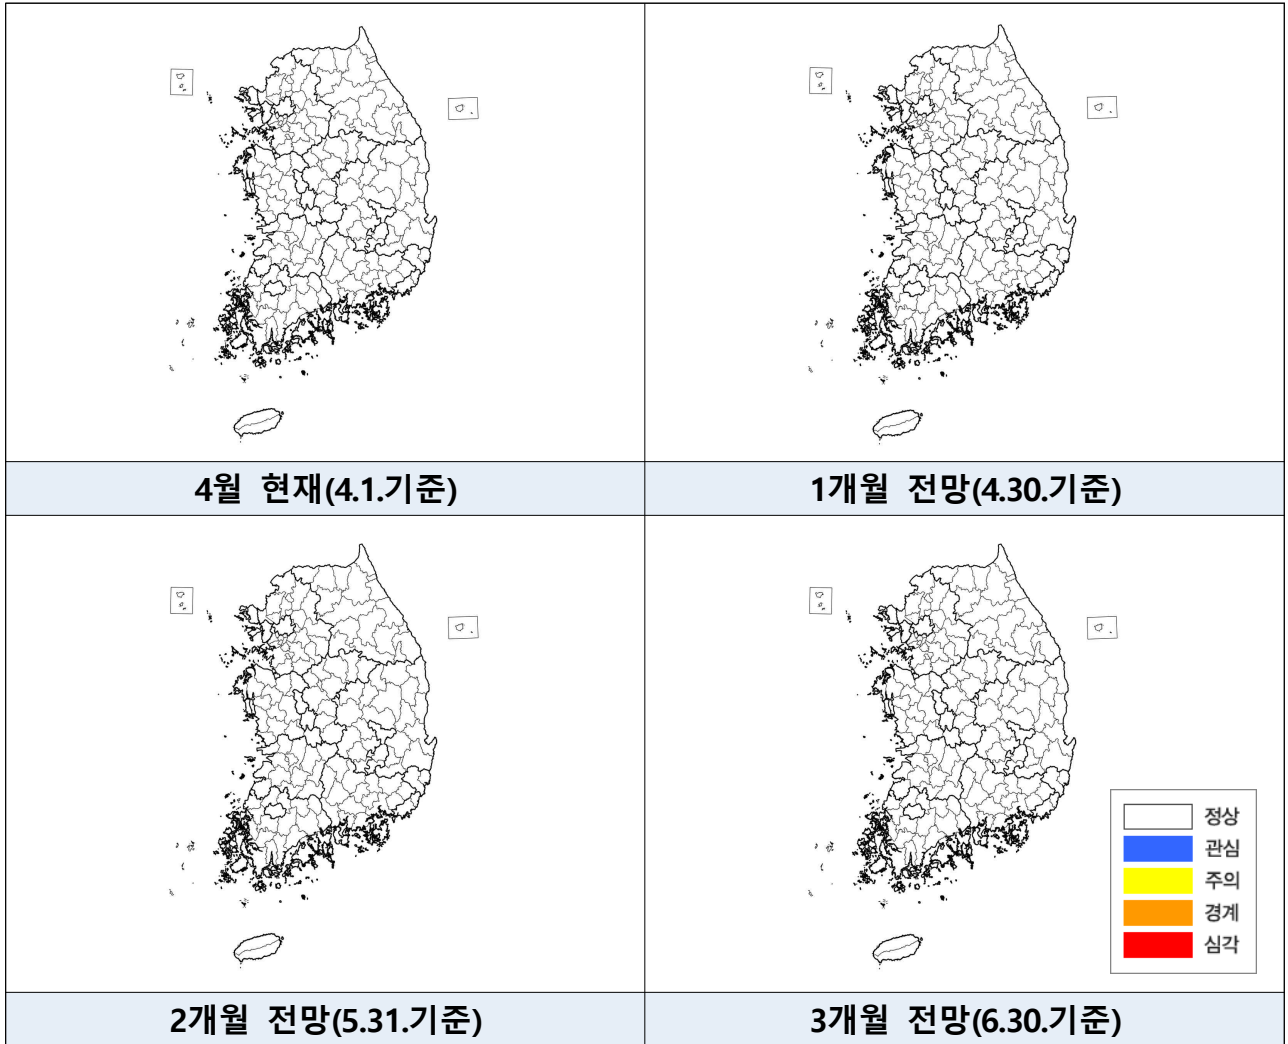 4월 현재(4.1.기준)
1개월 전망(4.30.기준)
정상
관심
주의
경계
심각
2개월 전망(5.31.기준)
3개월 전망(6.30.기준)